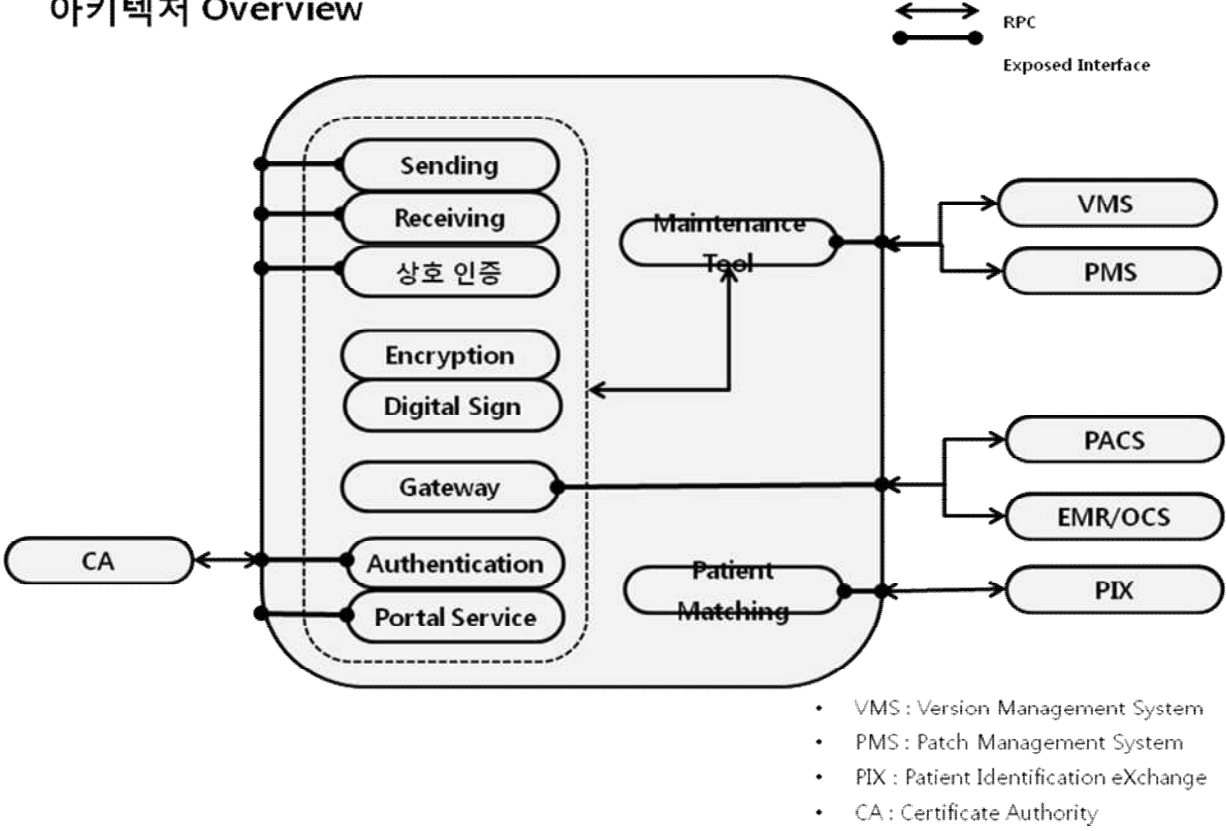 아키텍처 Overview
RPC
Exposed Interface
Sending
Receiving
상호 인증
Encryption
Digital Sign
Gateway
Authentication
Portal Service
CA
Maintenance
Tool
Patient
Matching
VMS
PMS
PACS
EMR/OCS
PIX
• VMS : Version Management System
• PMS : Patch Management System
• PIX : Patient Identification eXchange
• CA : Certificate Authority